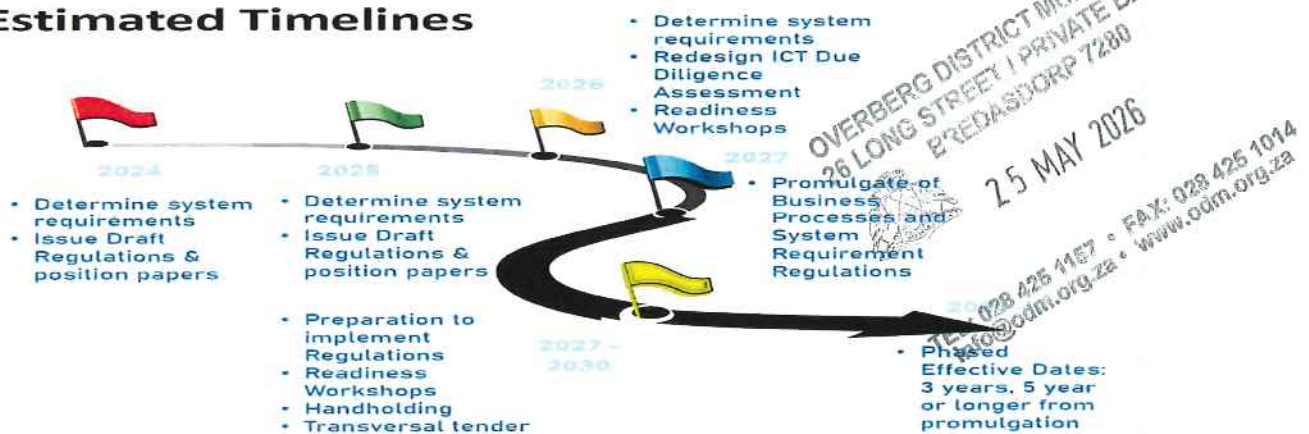 Estimated Timelines
2026
• Determine system
requirements
• Redesign ICT Due
Diligence
Assessment
• Readiness
Workshops
2024
• Determine system
requirements
• Issue Draft
Regulations &
position papers
2025
• Determine system
requirements
• Issue Draft
Regulations &
position papers
2027
• Promulgate of
Business
Processes and
System
Requirement
Regulations
2027 -
2030
• Preparation to
implement
Regulations
• Readiness
Workshops
• Handholding
• Transversal tender
• Phased
Effective Dates:
3 years, 5 year
or longer from
promulgation
OVERBERG DISTRICT
26 LONG STREET / PRIVATE
BREDASDORP 7280
25 MAY 2026
TEL: 028 425 1157 • FAX: 028 425 1014
info@odm.org.za • www.odm.org.za